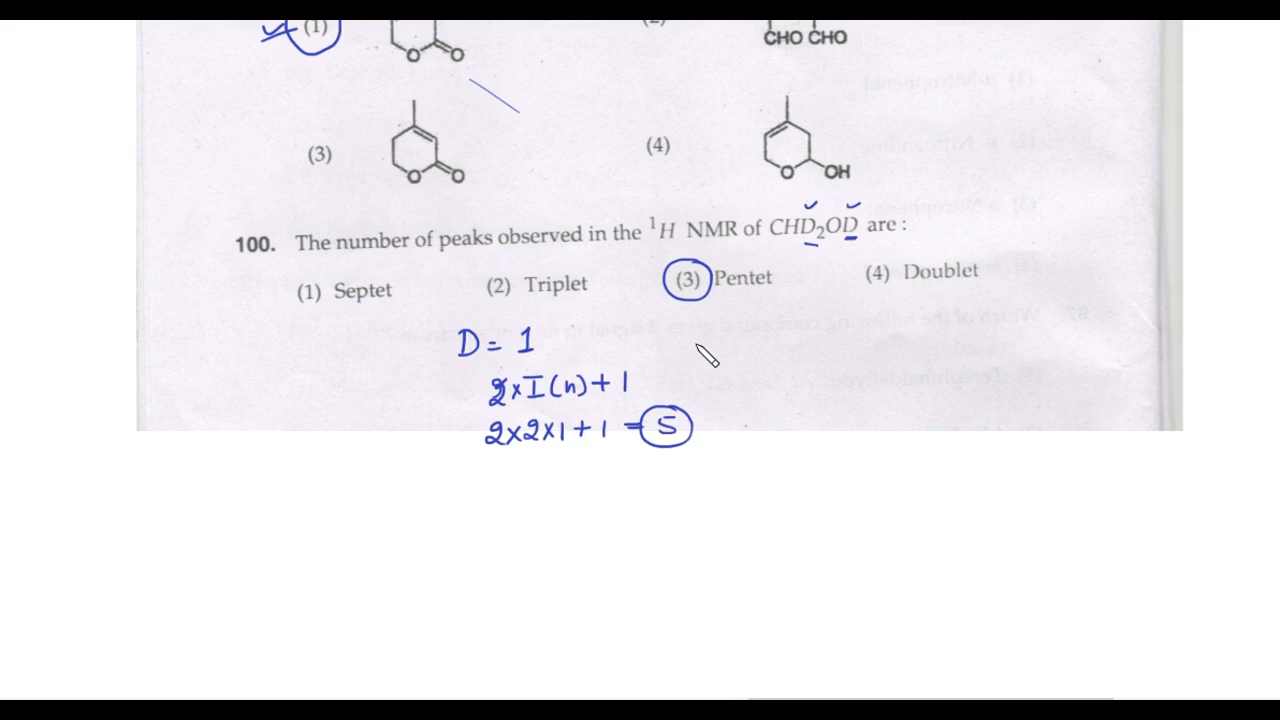 (1)
O O
CHO CHO
(3)
O O
(4)
O OH
100. The number of peaks observed in the ¹H NMR of CHD₂OD are :
(1) Septet (2) Triplet (3) Pentet (4) Doublet
D = 1
2 × I(n) + 1
2×2×1 + 1 = 5